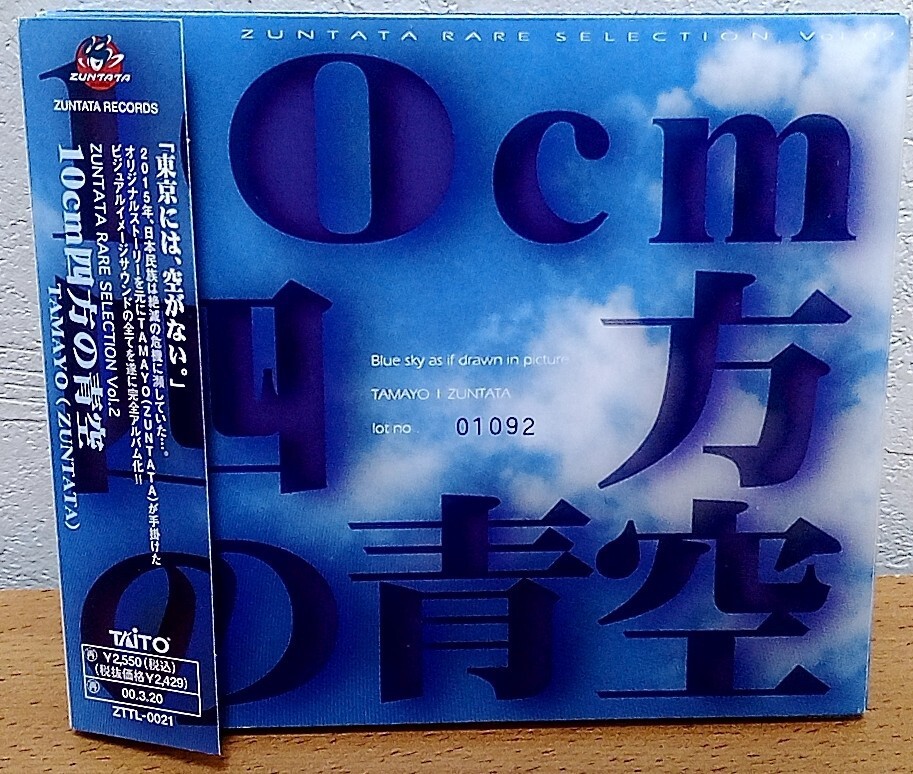 ZUNTATA
ZUNTATA RECORDS
「東京には、空がない。」
2015年、日本民族は絶滅の危機に瀕していた…。
オリジナルストーリーを元にTAMAYO(ZUNTATA)が手掛けた
ビジュアルイメージサウンドの全てを遂に完全アルバム化!!
ZUNTATA RARE SELECTION Vol.2
10cm四方の青空
TAMAYO(ZUNTATA)
TAITO
再 ¥2,550(税込)
(税抜価格¥2,429)
再 00.3.20
ZTTL-0021
ZUNTATA RARE SELECTION Vol.02
10cm
四方
の青空
Blue sky as if drawn in picture
TAMAYO | ZUNTATA
lot no. 01092